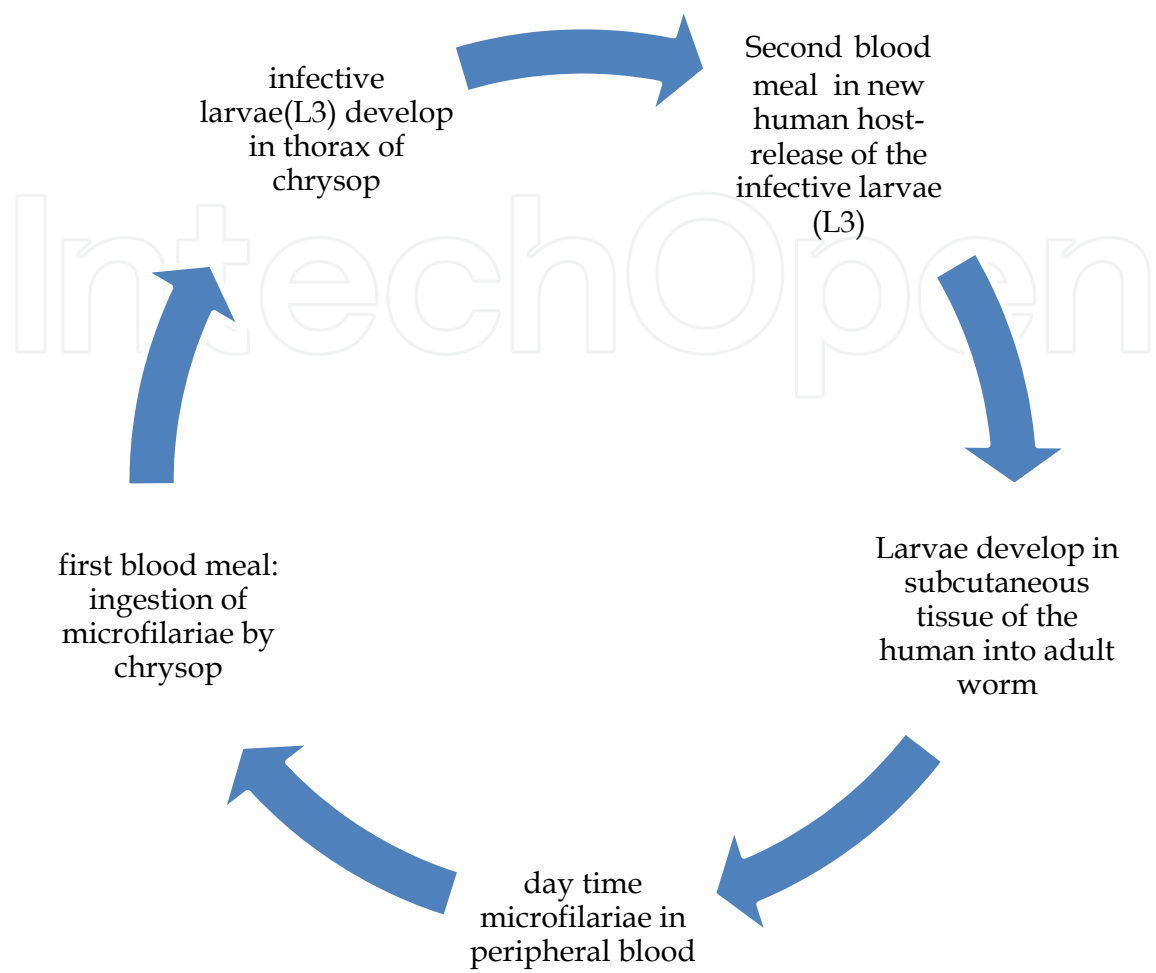 infective
larvae(L3) develop
in thorax of
chrysop
Second blood
meal in new
human host-
release of the
infective larvae
(L3)
Larvae develop in
subcutaneous
tissue of the
human into adult
worm
day time
microfilariae in
peripheral blood
first blood meal:
ingestion of
microfilariae by
chrysop
IntechOpen